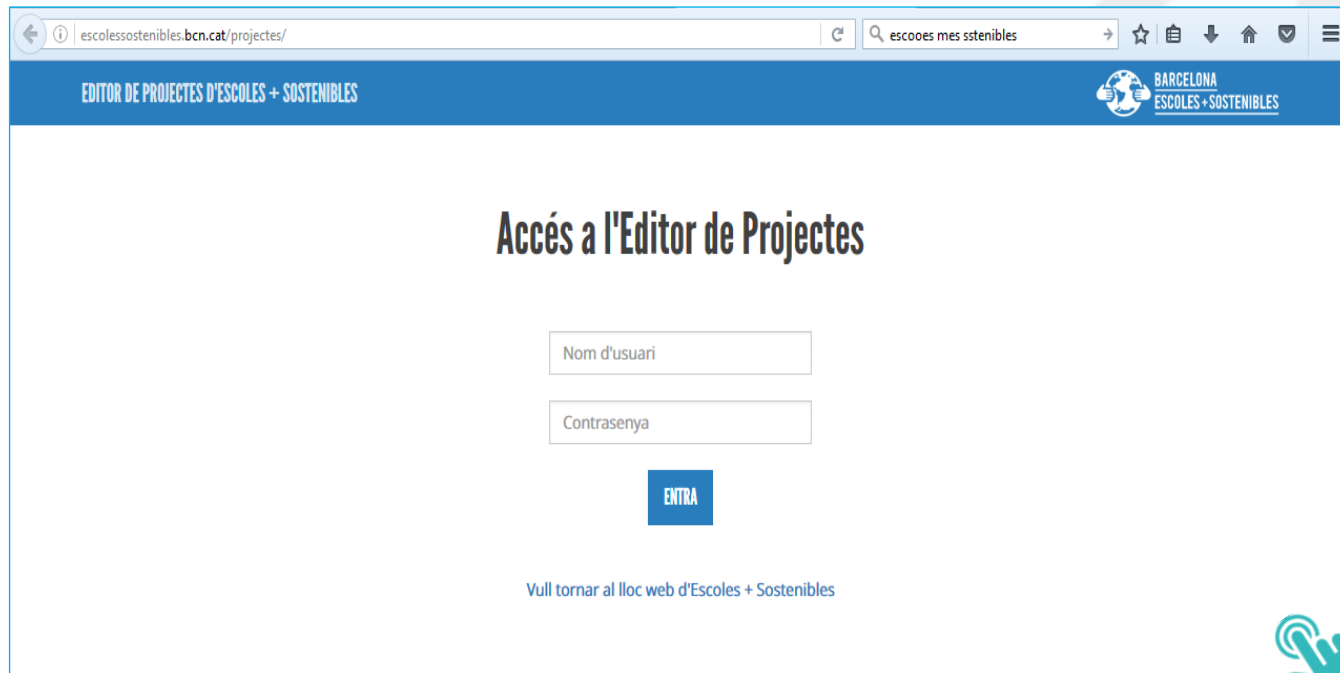 escolessostenibles.bcn.cat/projectes/
escooes mes sstenibles
EDITOR DE PROJECTES D'ESCOLES + SOSTENIBLES
BARCELONA
ESCOLES+SOSTENIBLES
Accés a l'Editor de Projectes
Nom d'usuari
Contrasenya
ENTRA
Vull tornar al lloc web d'Escoles + Sostenibles